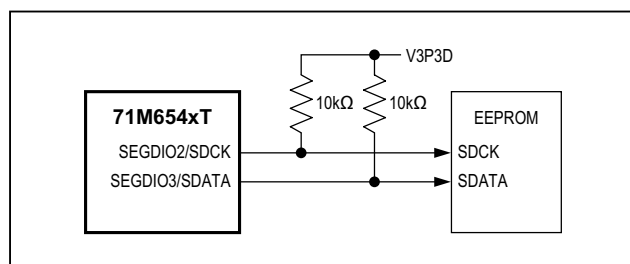 V3P3D
10kΩ 10kΩ
71M654xT
EEPROM
SEGDIO2/SDCK
SDCK
SEGDIO3/SDATA
SDATA